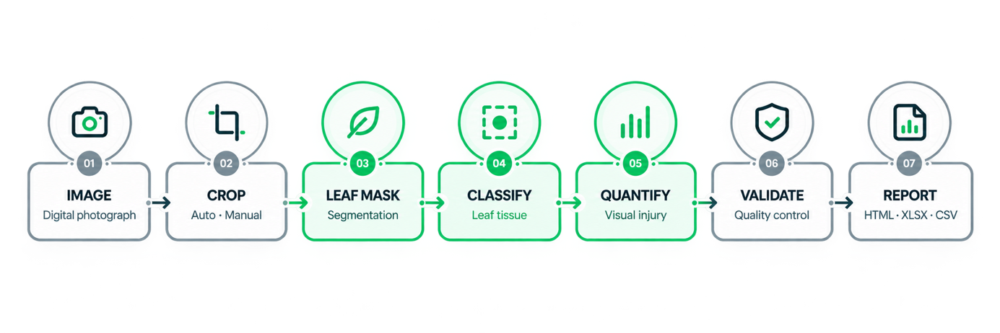 01
IMAGE
Digital photograph
02
CROP
Auto · Manual
03
LEAF MASK
Segmentation
04
CLASSIFY
Leaf tissue
05
QUANTIFY
Visual injury
06
VALIDATE
Quality control
07
REPORT
HTML · XLSX · CSV